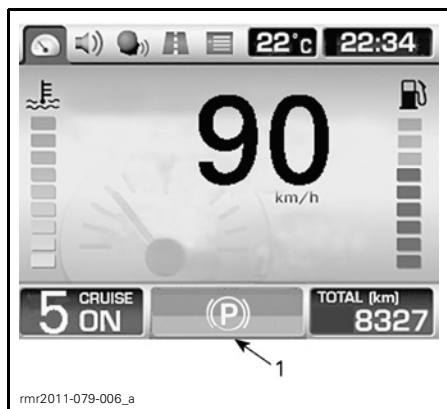 22°c 22:34
90
km/h
5 CRUISE ON
(P)
TOTAL (km)
8327
1
rmr2011-079-006_a